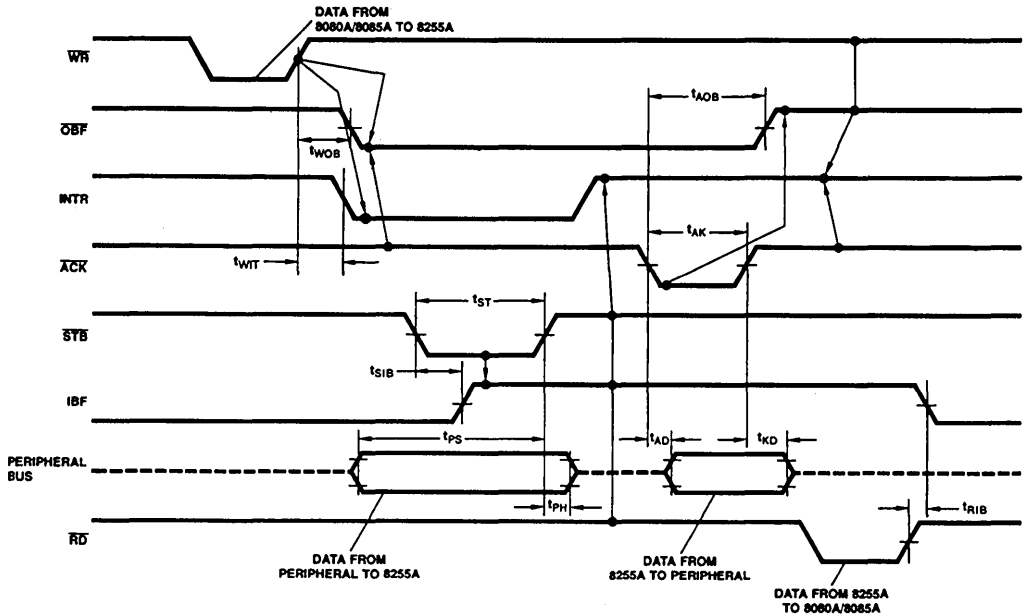 DATA FROM
8080A/8085A TO 8255A
WR
tAOB
OBF
tWOB
INTR
tAK
ACK
tWIT
tST
STB
tSIB
IBF
tPS
tAD
tKD
PERIPHERAL
BUS
tPH
tRIB
RD
DATA FROM
PERIPHERAL TO 8255A
DATA FROM
8255A TO PERIPHERAL
DATA FROM 8255A
TO 8080A/8085A